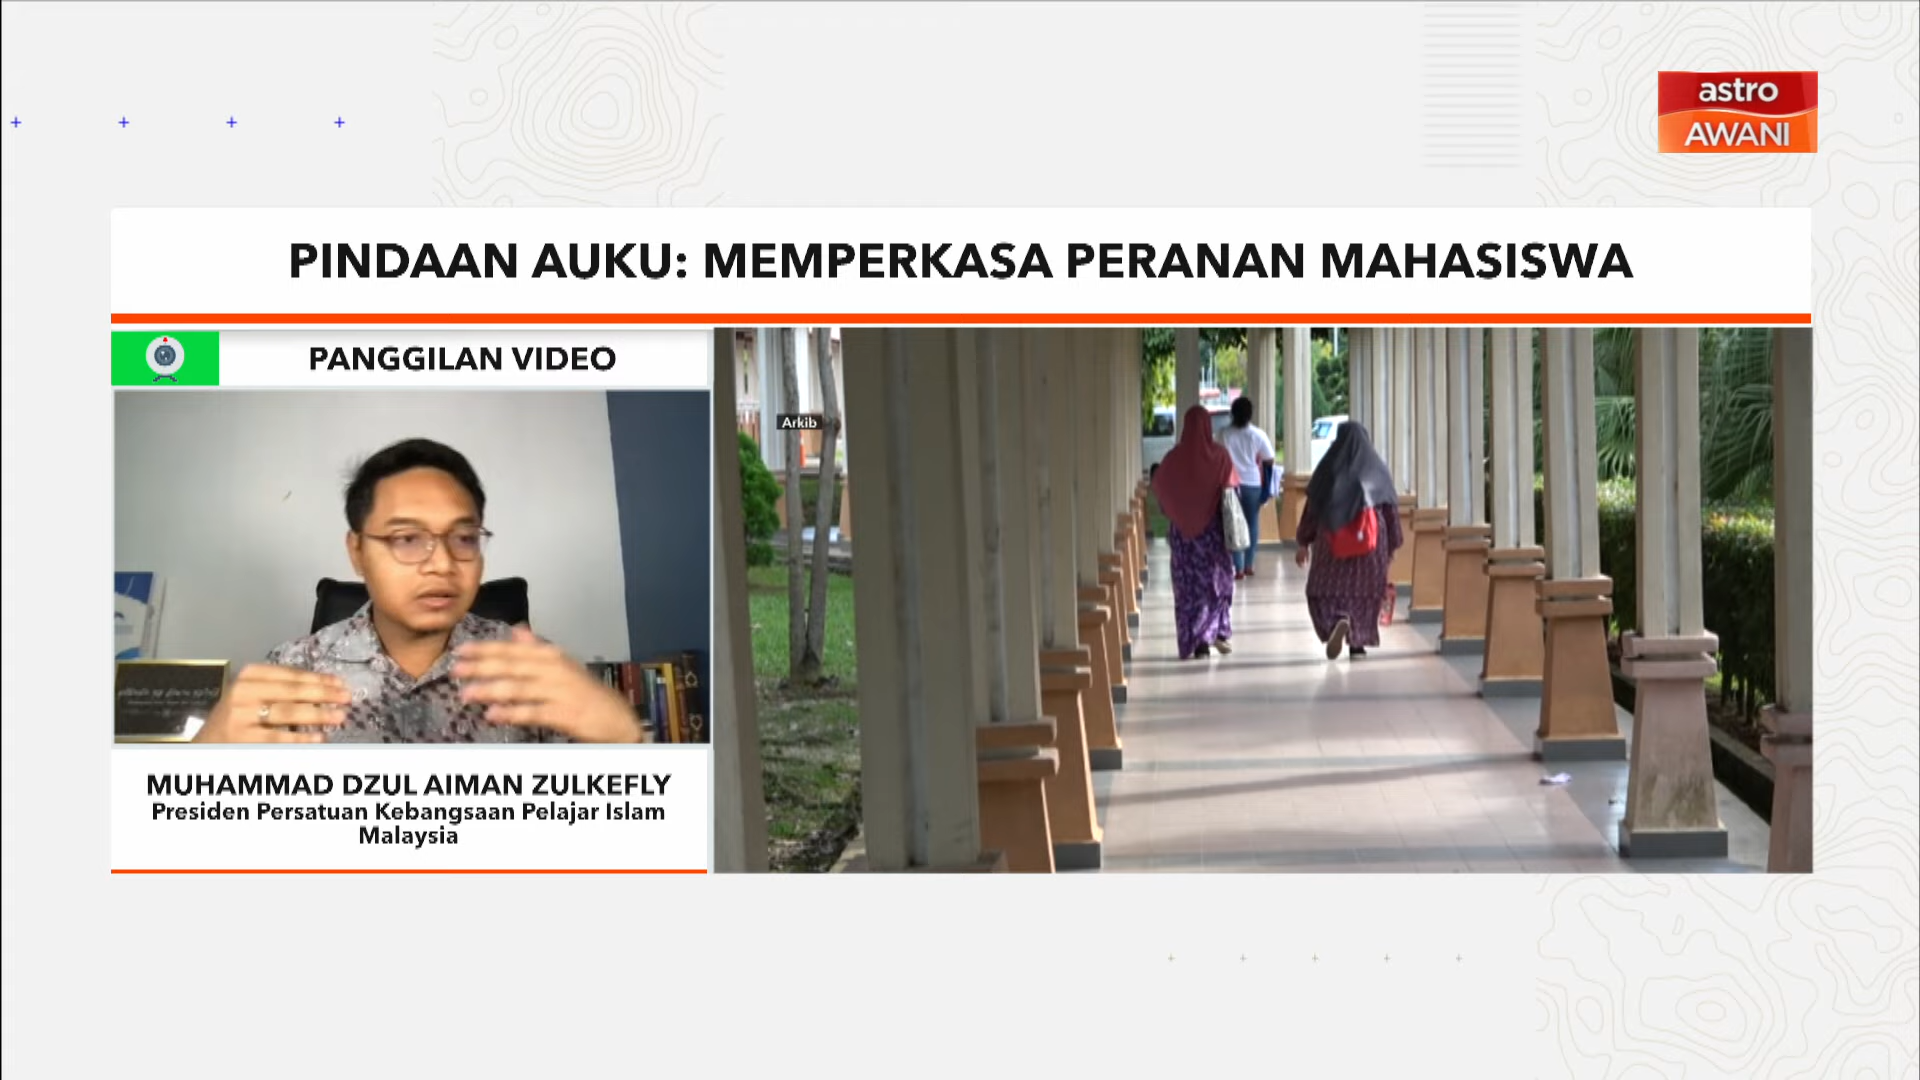 astro
AWANI
PINDAAN AUKU: MEMPERKASA PERANAN MAHASISWA
PANGGILAN VIDEO
Arkib
MUHAMMAD DZUL AIMAN ZULKEFLY
Presiden Persatuan Kebangsaan Pelajar Islam
Malaysia